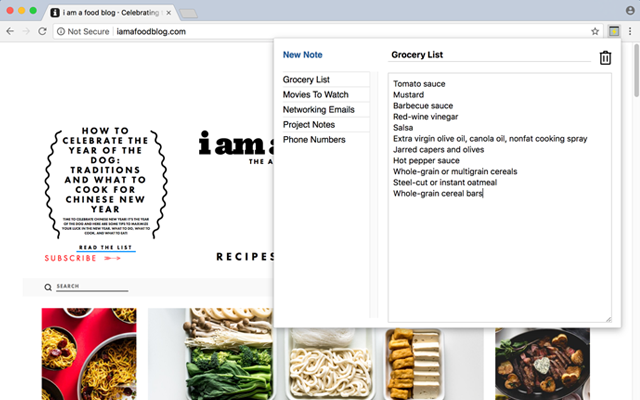 i am a food blog · Celebrating
Not Secure
iamafoodblog.com
New Note
Grocery List
Grocery List
Movies To Watch
Networking Emails
Project Notes
Phone Numbers
Tomato sauce
Mustard
Barbecue sauce
Red-wine vinegar
Salsa
Extra virgin olive oil, canola oil, nonfat cooking spray
Jarred capers and olives
Hot pepper sauce
Whole-grain or multigrain cereals
Steel-cut or instant oatmeal
Whole-grain cereal bars
HOW TO
CELEBRATE THE
YEAR OF THE
DOG:
TRADITIONS
AND WHAT TO
COOK FOR
CHINESE NEW
YEAR
TIME TO CELEBRATE CHINESE NEW YEAR! IT'S THE
YEAR OF THE DOG AND HERE ARE SOME TIPS TO MAXIMIZE
YOUR LUCK IN THE NEW YEAR. WHAT TO DO, WHAT TO
COOK, AND WHAT TO EAT!
READ THE LIST
SUBSCRIBE
i am a
THE A
RECIPES
SEARCH